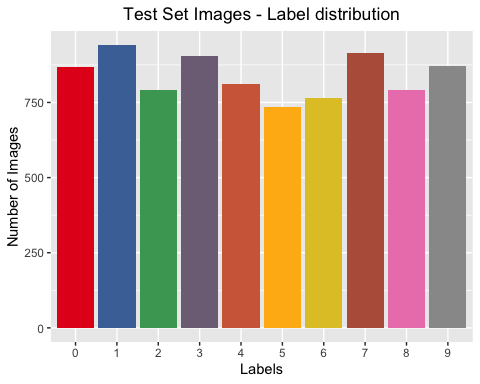 Test Set Images - Label distribution
Number of Images
750
500
250
0
0 1 2 3 4 5 6 7 8 9
Labels